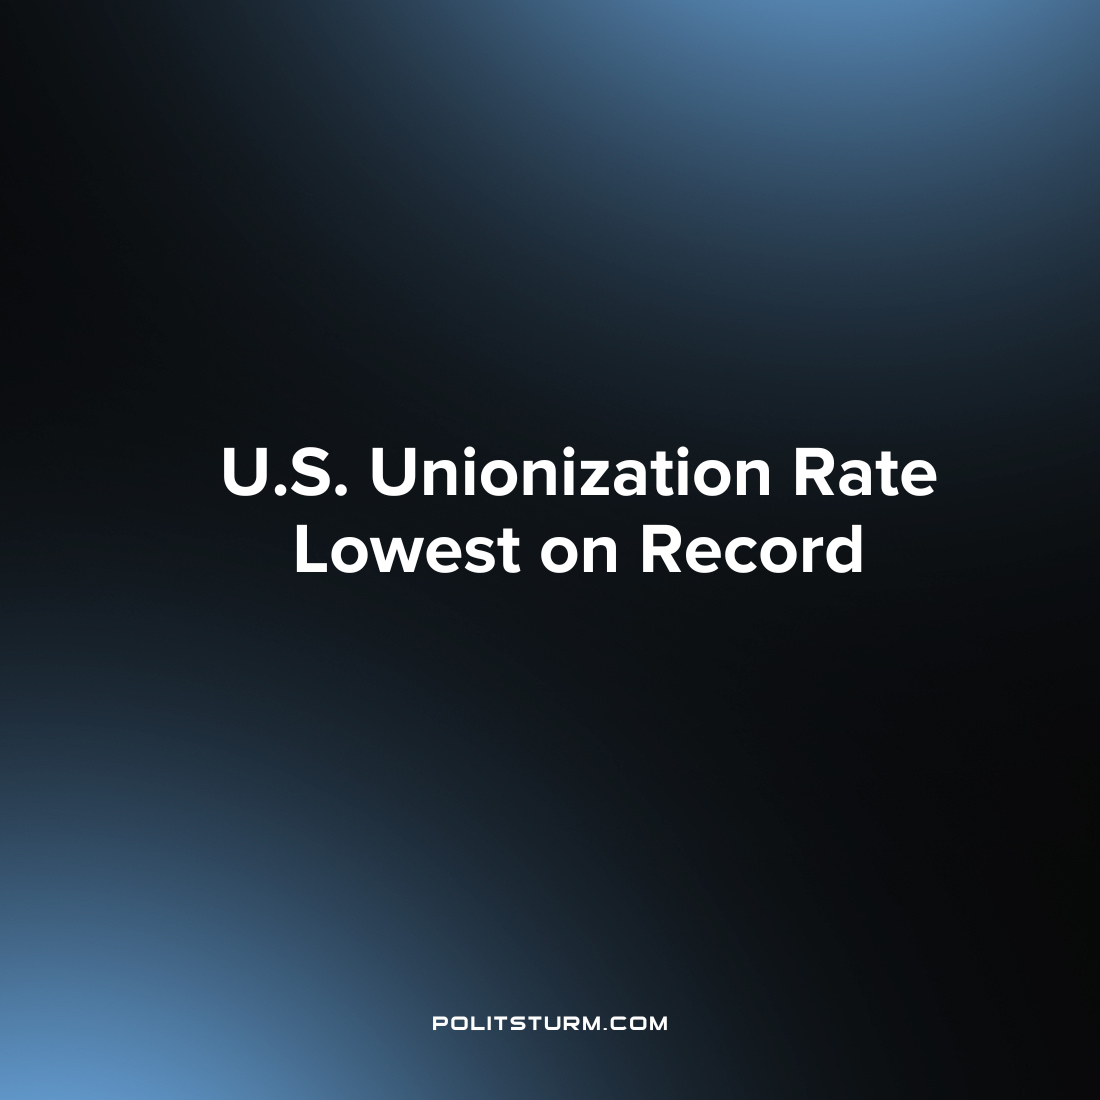 U.S. Unionization Rate
Lowest on Record
POLITSTURM.COM